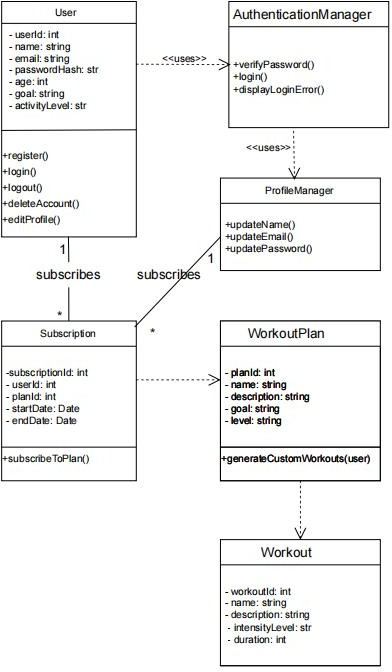 User
- userId: int
- name: string
- email: string
- passwordHash: str
- age: int
- goal: string
- activityLevel: str
+register()
+login()
+logout()
+deleteAccount()
+editProfile()
<<uses>>
AuthenticationManager
+verifyPassword()
+login()
+displayLoginError()
<<uses>>
ProfileManager
+updateName()
+updateEmail()
+updatePassword()
1
subscribes
*
1
subscribes
*
Subscription
-subscriptionId: int
- userId: int
- planId: int
- startDate: Date
- endDate: Date
+subscribeToPlan()
WorkoutPlan
- planId: int
- name: string
- description: string
- goal: string
- level: string
+generateCustomWorkouts(user)
Workout
- workoutId: int
- name: string
- description: string
- intensityLevel: str
- duration: int